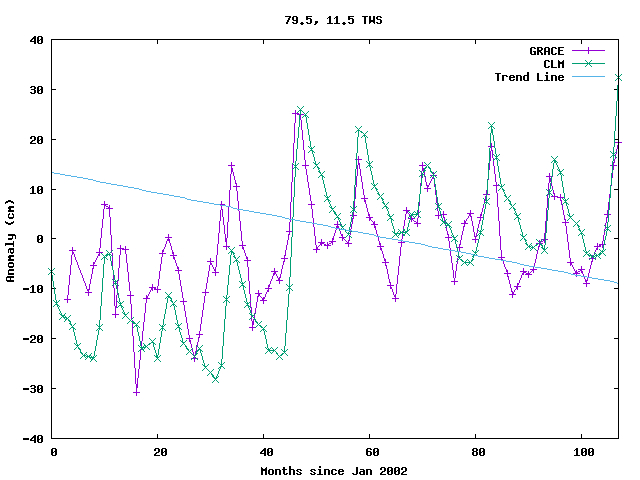 79.5, 11.5 TWS
GRACE
CLM
Trend Line
40
30
20
10
0
-10
-20
-30
-40
Anomaly (cm)
0 20 40 60 80 100
Months since Jan 2002